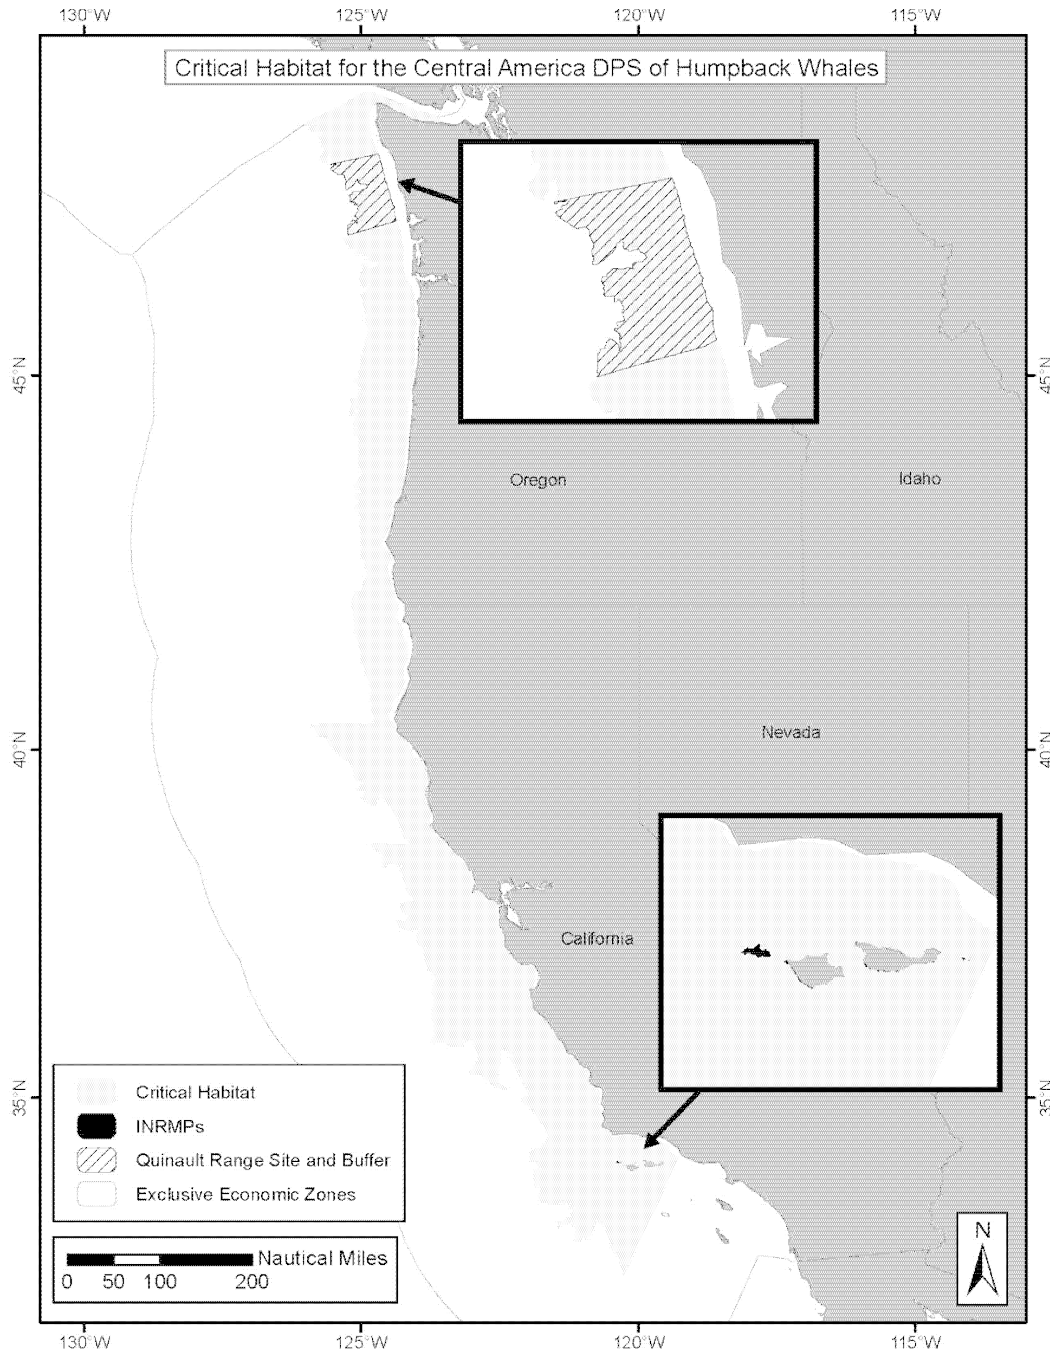 130°W 125°W 120°W 115°W
Critical Habitat for the Central America DPS of Humpback Whales
45°N 45°N
Oregon Idaho
Nevada
40°N 40°N
California
35°N 35°N
Critical Habitat
INRMPs
Quinault Range Site and Buffer
Exclusive Economic Zones
N
Nautical Miles
0 50 100 200
130°W 125°W 120°W 115°W